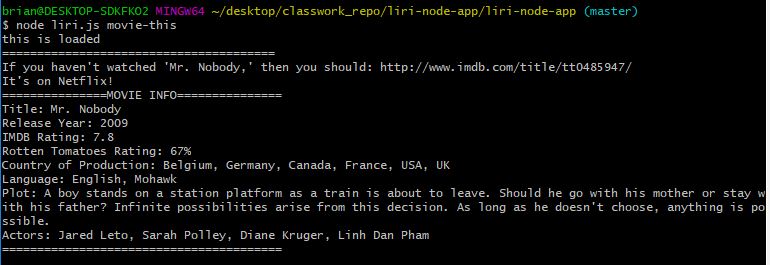 brian@DESKTOP-SDKFKO2 MINGW64 ~/desktop/classwork_repo/liri-node-app/liri-node-app (master)
$ node liri.js movie-this
this is loaded
=======================================
If you haven't watched 'Mr. Nobody,' then you should: http://www.imdb.com/title/tt0485947/
It's on Netflix!
===============MOVIE INFO===============
Title: Mr. Nobody
Release Year: 2009
IMDB Rating: 7.8
Rotten Tomatoes Rating: 67%
Country of Production: Belgium, Germany, Canada, France, USA, UK
Language: English, Mohawk
Plot: A boy stands on a station platform as a train is about to leave. Should he go with his mother or stay w
ith his father? Infinite possibilities arise from this decision. As long as he doesn't choose, anything is po
ssible.
Actors: Jared Leto, Sarah Polley, Diane Kruger, Linh Dan Pham
========================================